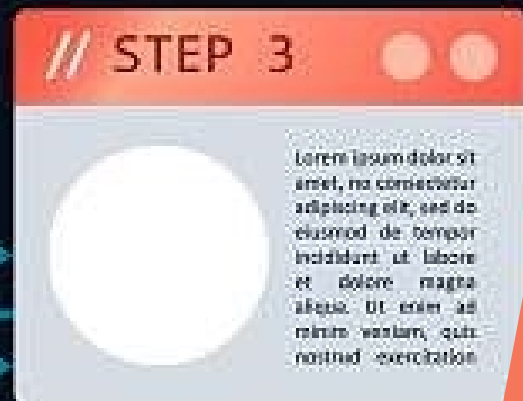 // STEP 3
Lorem ipsum dolor sit
amet, no consectetur
adipiscing elit, sed do
eiusmod de tempor
incididunt ut labore
et dolore magna
aliqua. Ut enim ad
minim veniam, quis
nostrud exercitation